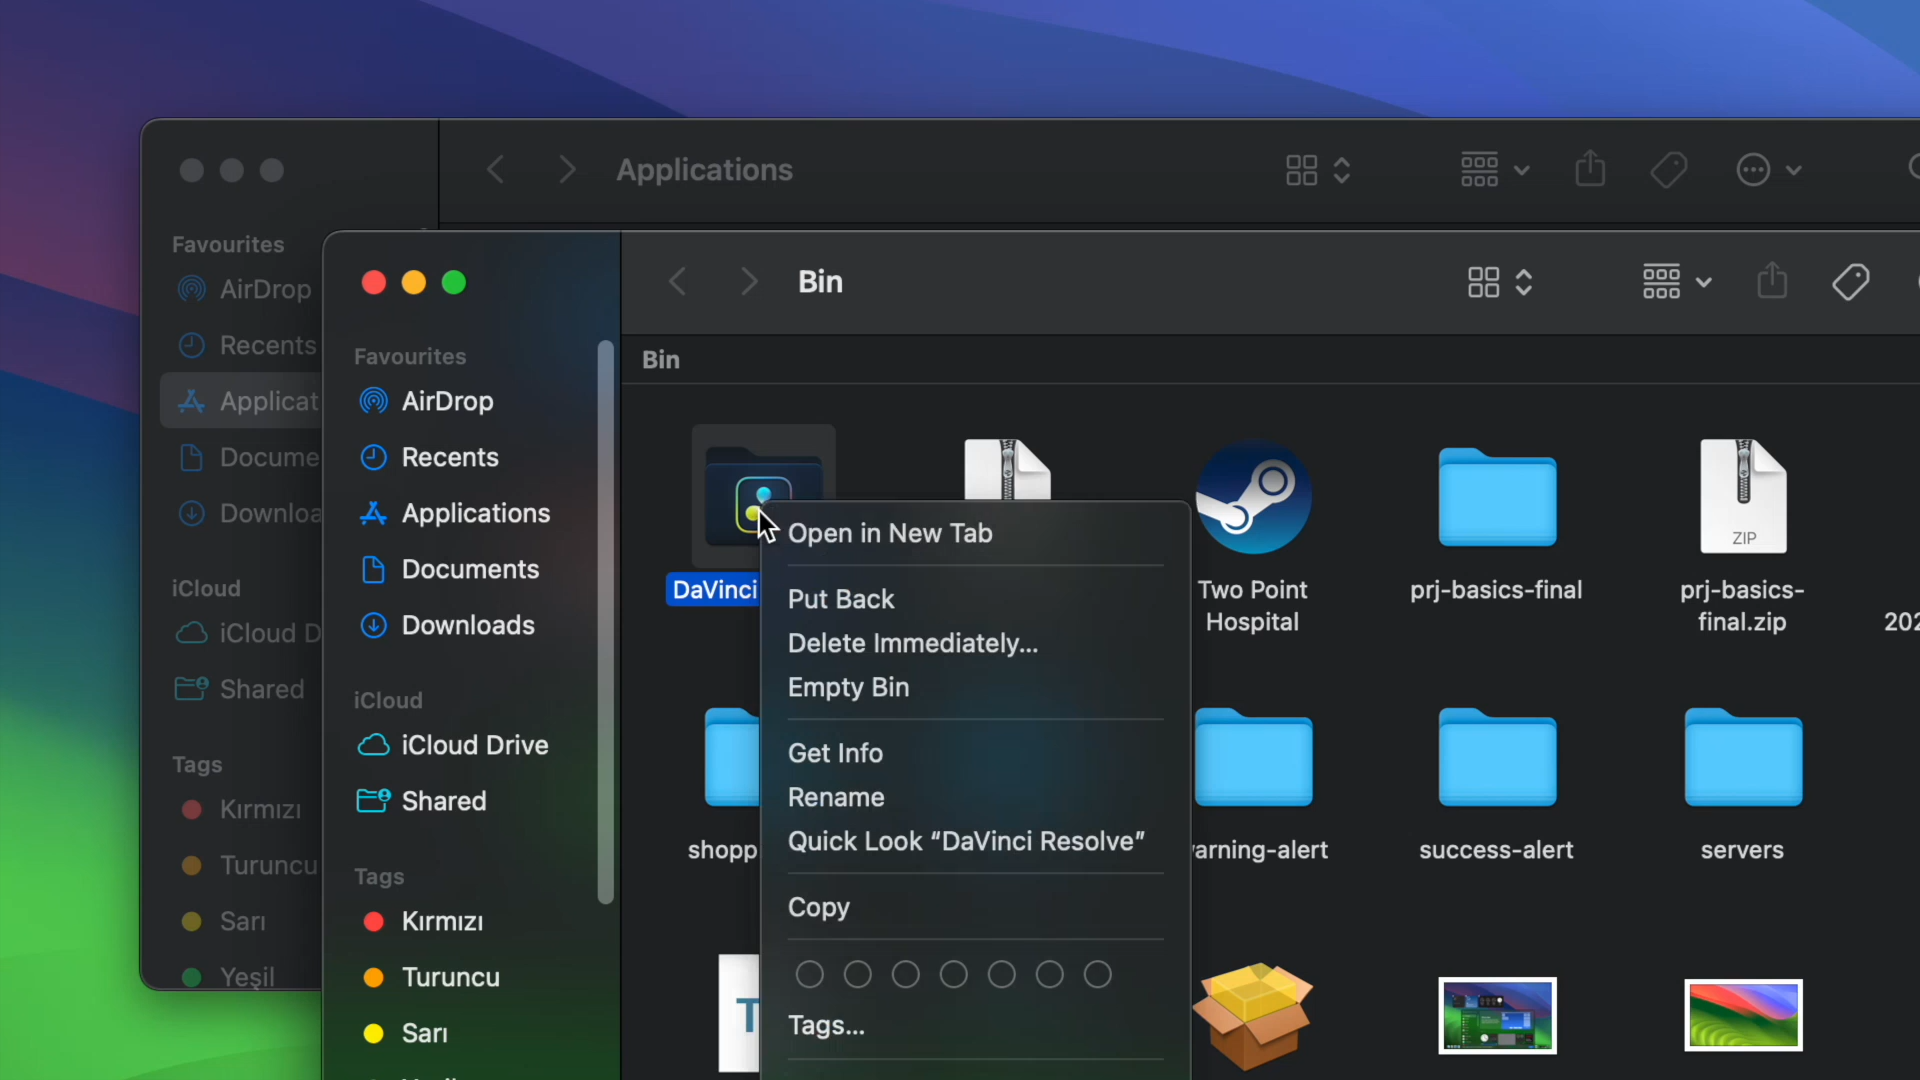 Applications
Favourites
AirDrop
Recents
Applicat
Docume
Downloa
iCloud
iCloud D
Shared
Tags
Kırmızı
Turuncu
Sarı
Yeşil
Bin
Favourites
AirDrop
Recents
Applications
Documents
Downloads
iCloud
iCloud Drive
Shared
Tags
Kırmızı
Turuncu
Sarı
Bin
DaVinci
Two Point
Hospital
prj-basics-final
ZIP
prj-basics-
final.zip
202
shopp
arning-alert
success-alert
servers
T
Open in New Tab
Put Back
Delete Immediately...
Empty Bin
Get Info
Rename
Quick Look “DaVinci Resolve”
Copy
Tags...